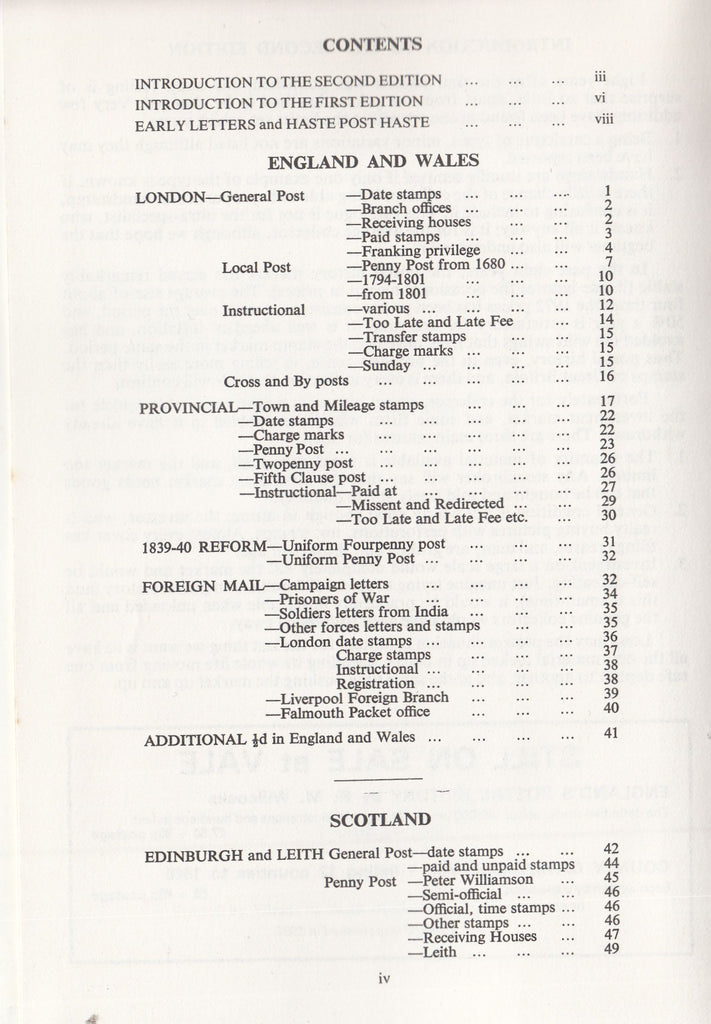 CONTENTS
INTRODUCTION TO THE SECOND EDITION ... ... ... iii
INTRODUCTION TO THE FIRST EDITION ... ... ... vi
EARLY LETTERS and HASTE POST HASTE ... ... ... viii
ENGLAND AND WALES
LONDON—General Post —Date stamps ... ... ... 1
—Branch offices ... ... ... 2
—Receiving houses ... ... 2
—Paid stamps ... ... ... 3
—Franking privilege ... ... 4
Local Post —Penny Post from 1680 ... ... 7
—1794-1801 ... ... ... 10
—from 1801 ... ... ... 10
Instructional —various ... ... ... ... 12
—Too Late and Late Fee ... 14
—Transfer stamps ... ... 15
—Charge marks ... ... ... 15
—Sunday ... ... ... ... 15
Cross and By posts ... ... ... ... 16
PROVINCIAL—Town and Mileage stamps ... ... ... 17
—Date stamps ... ... ... ... ... 22
—Charge marks ... ... ... ... 22
—Penny Post ... ... ... ... ... 23
—Twopenny post ... ... ... ... 26
—Fifth Clause post ... ... ... ... 26
—Instructional—Paid at ... ... ... ... 27
—Missent and Redirected ... ... 29
—Too Late and Late Fee etc. ... 30
1839-40 REFORM—Uniform Fourpenny post ... ... ... 31
—Uniform Penny Post ... ... ... ... 32
FOREIGN MAIL—Campaign letters ... ... ... ... 32
—Prisoners of War ... ... ... ... 34
—Soldiers letters from India ... ... ... 35
—Other forces letters and stamps ... ... 35
—London date stamps ... ... ... ... 36
Charge stamps ... ... ... 37
Instructional ... ... ... ... 38
Registration ... ... ... ... 38
—Liverpool Foreign Branch ... ... ... 39
—Falmouth Packet office ... ... ... 40
ADDITIONAL ½d in England and Wales ... ... ... ... 41
SCOTLAND
EDINBURGH and LEITH General Post—date stamps ... ... 42
—paid and unpaid stamps 44
Penny Post —Peter Williamson ... 45
—Semi-official ... ... 46
—Official, time stamps ... 46
—Other stamps ... ... 46
—Receiving Houses ... 47
—Leith ... ... ... 49
iv